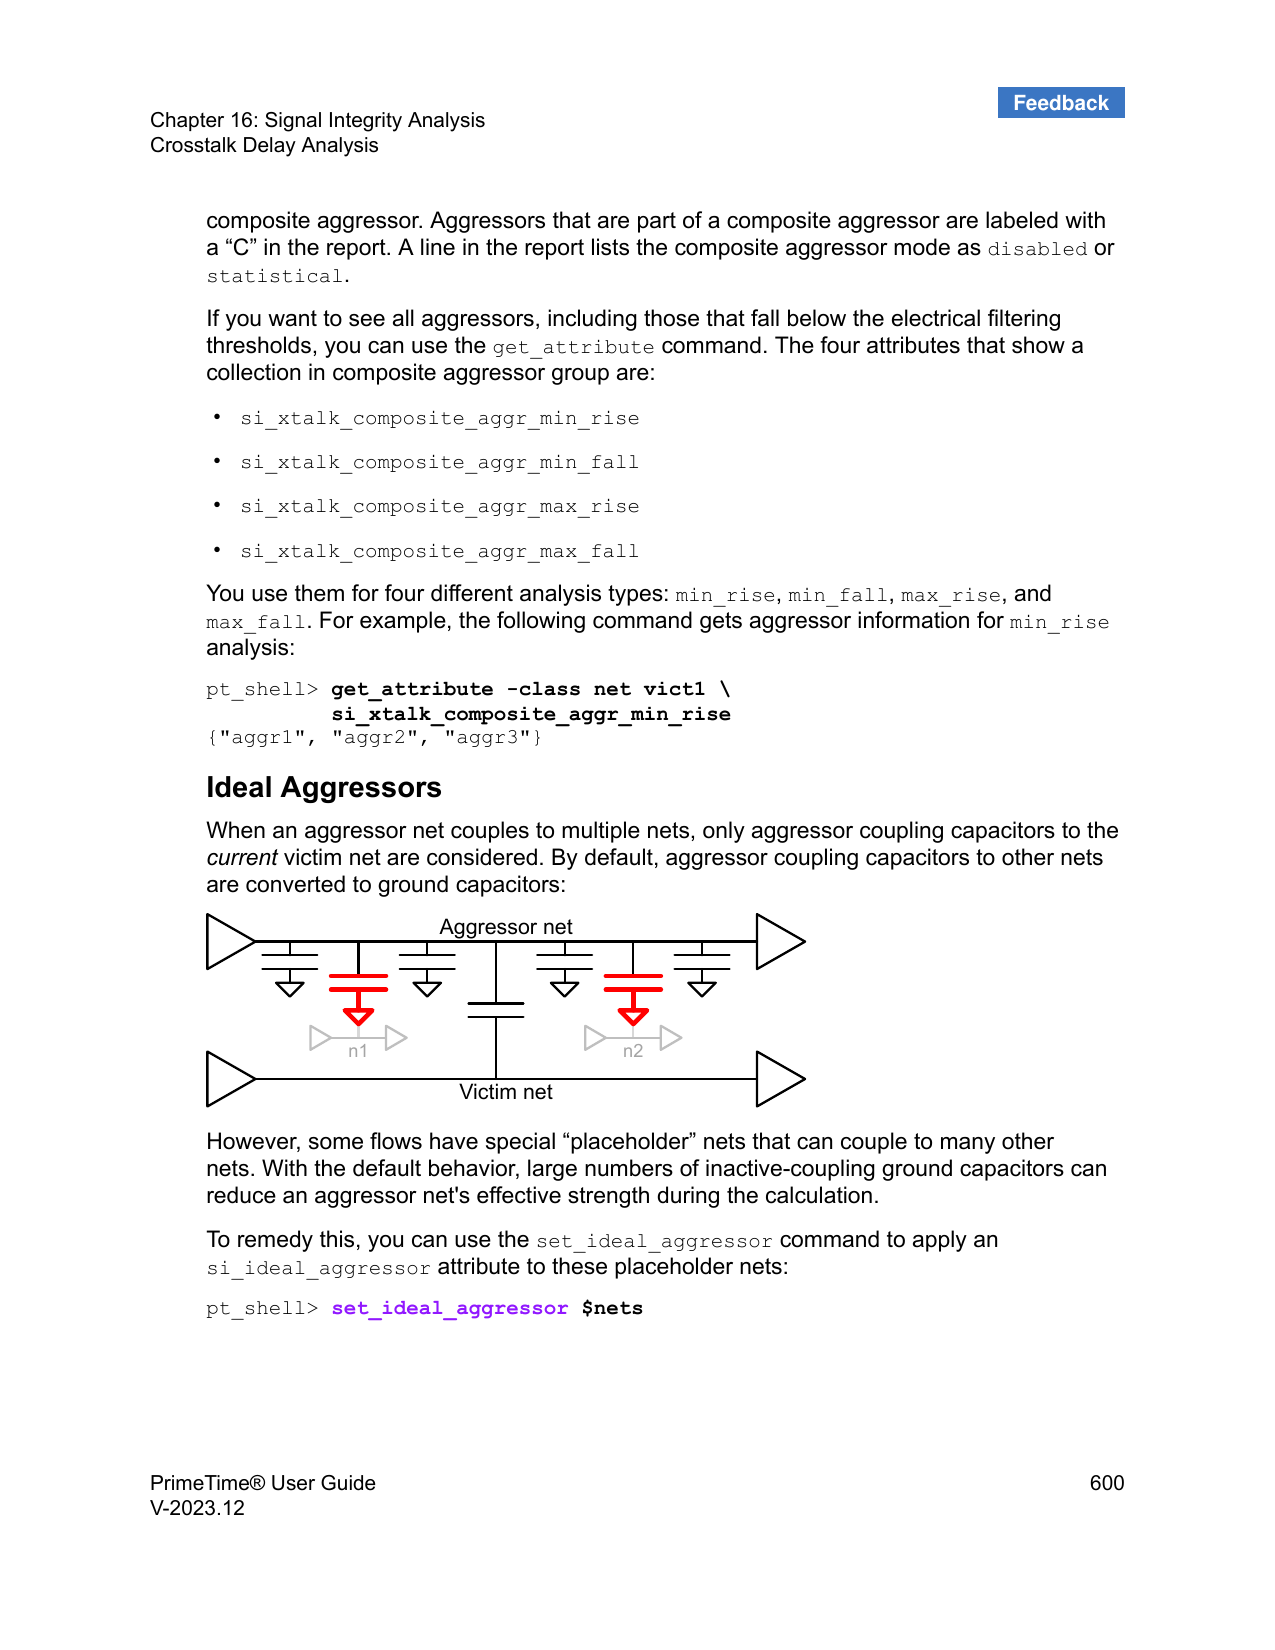 Feedback
Chapter 16: Signal Integrity Analysis
Crosstalk Delay Analysis
composite aggressor. Aggressors that are part of a composite aggressor are labeled with
a “C” in the report. A line in the report lists the composite aggressor mode as disabled or
statistical.
If you want to see all aggressors, including those that fall below the electrical filtering
thresholds, you can use the get_attribute command. The four attributes that show a
collection in composite aggressor group are:
• si_xtalk_composite_aggr_min_rise
• si_xtalk_composite_aggr_min_fall
• si_xtalk_composite_aggr_max_rise
• si_xtalk_composite_aggr_max_fall
You use them for four different analysis types: min_rise, min_fall, max_rise, and
max_fall. For example, the following command gets aggressor information for min_rise
analysis:
pt_shell> get_attribute -class net vict1 \
si_xtalk_composite_aggr_min_rise
{"aggr1", "aggr2", "aggr3"}
Ideal Aggressors
When an aggressor net couples to multiple nets, only aggressor coupling capacitors to the
current victim net are considered. By default, aggressor coupling capacitors to other nets
are converted to ground capacitors:
Aggressor net
n1 n2
Victim net
However, some flows have special “placeholder” nets that can couple to many other
nets. With the default behavior, large numbers of inactive-coupling ground capacitors can
reduce an aggressor net's effective strength during the calculation.
To remedy this, you can use the set_ideal_aggressor command to apply an
si_ideal_aggressor attribute to these placeholder nets:
pt_shell> set_ideal_aggressor $nets
PrimeTime® User Guide 600
V-2023.12